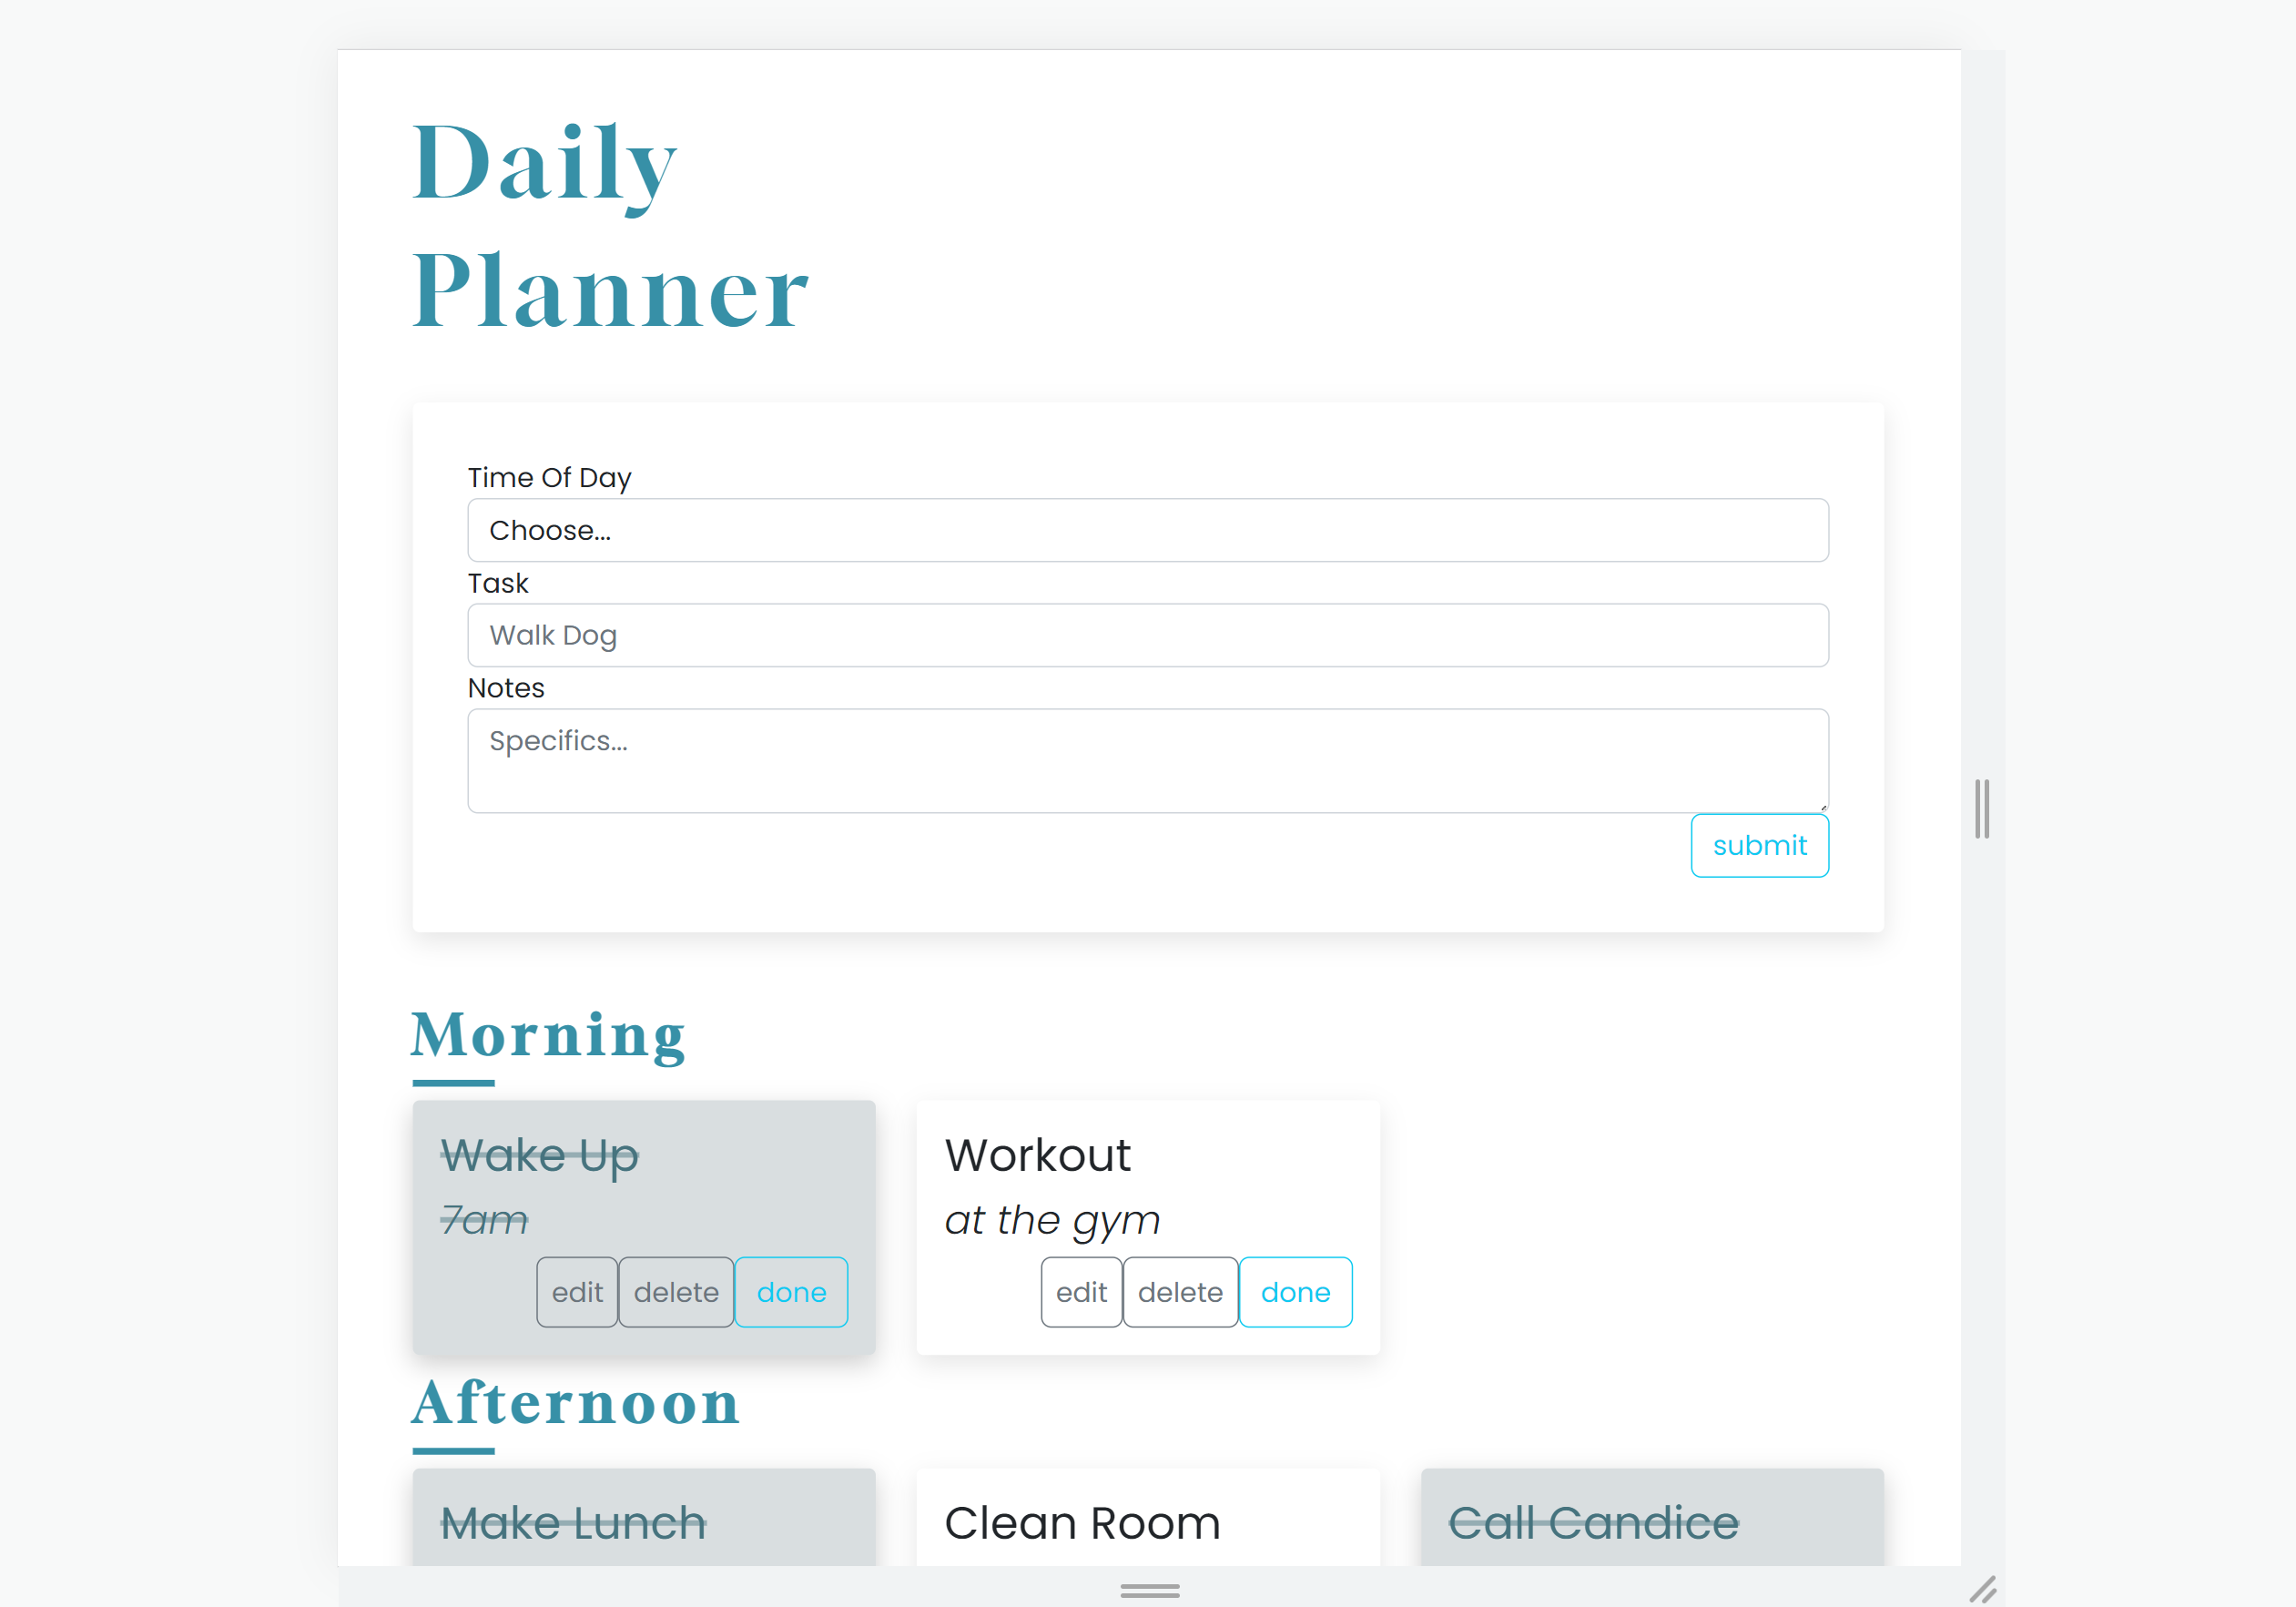 Daily
Planner
Time Of Day
Choose...
Task
Walk Dog
Notes
Specifics...
submit
Morning
Wake Up
7am
edit delete done
Workout
at the gym
edit delete done
Afternoon
Make Lunch
Clean Room
Call Candice